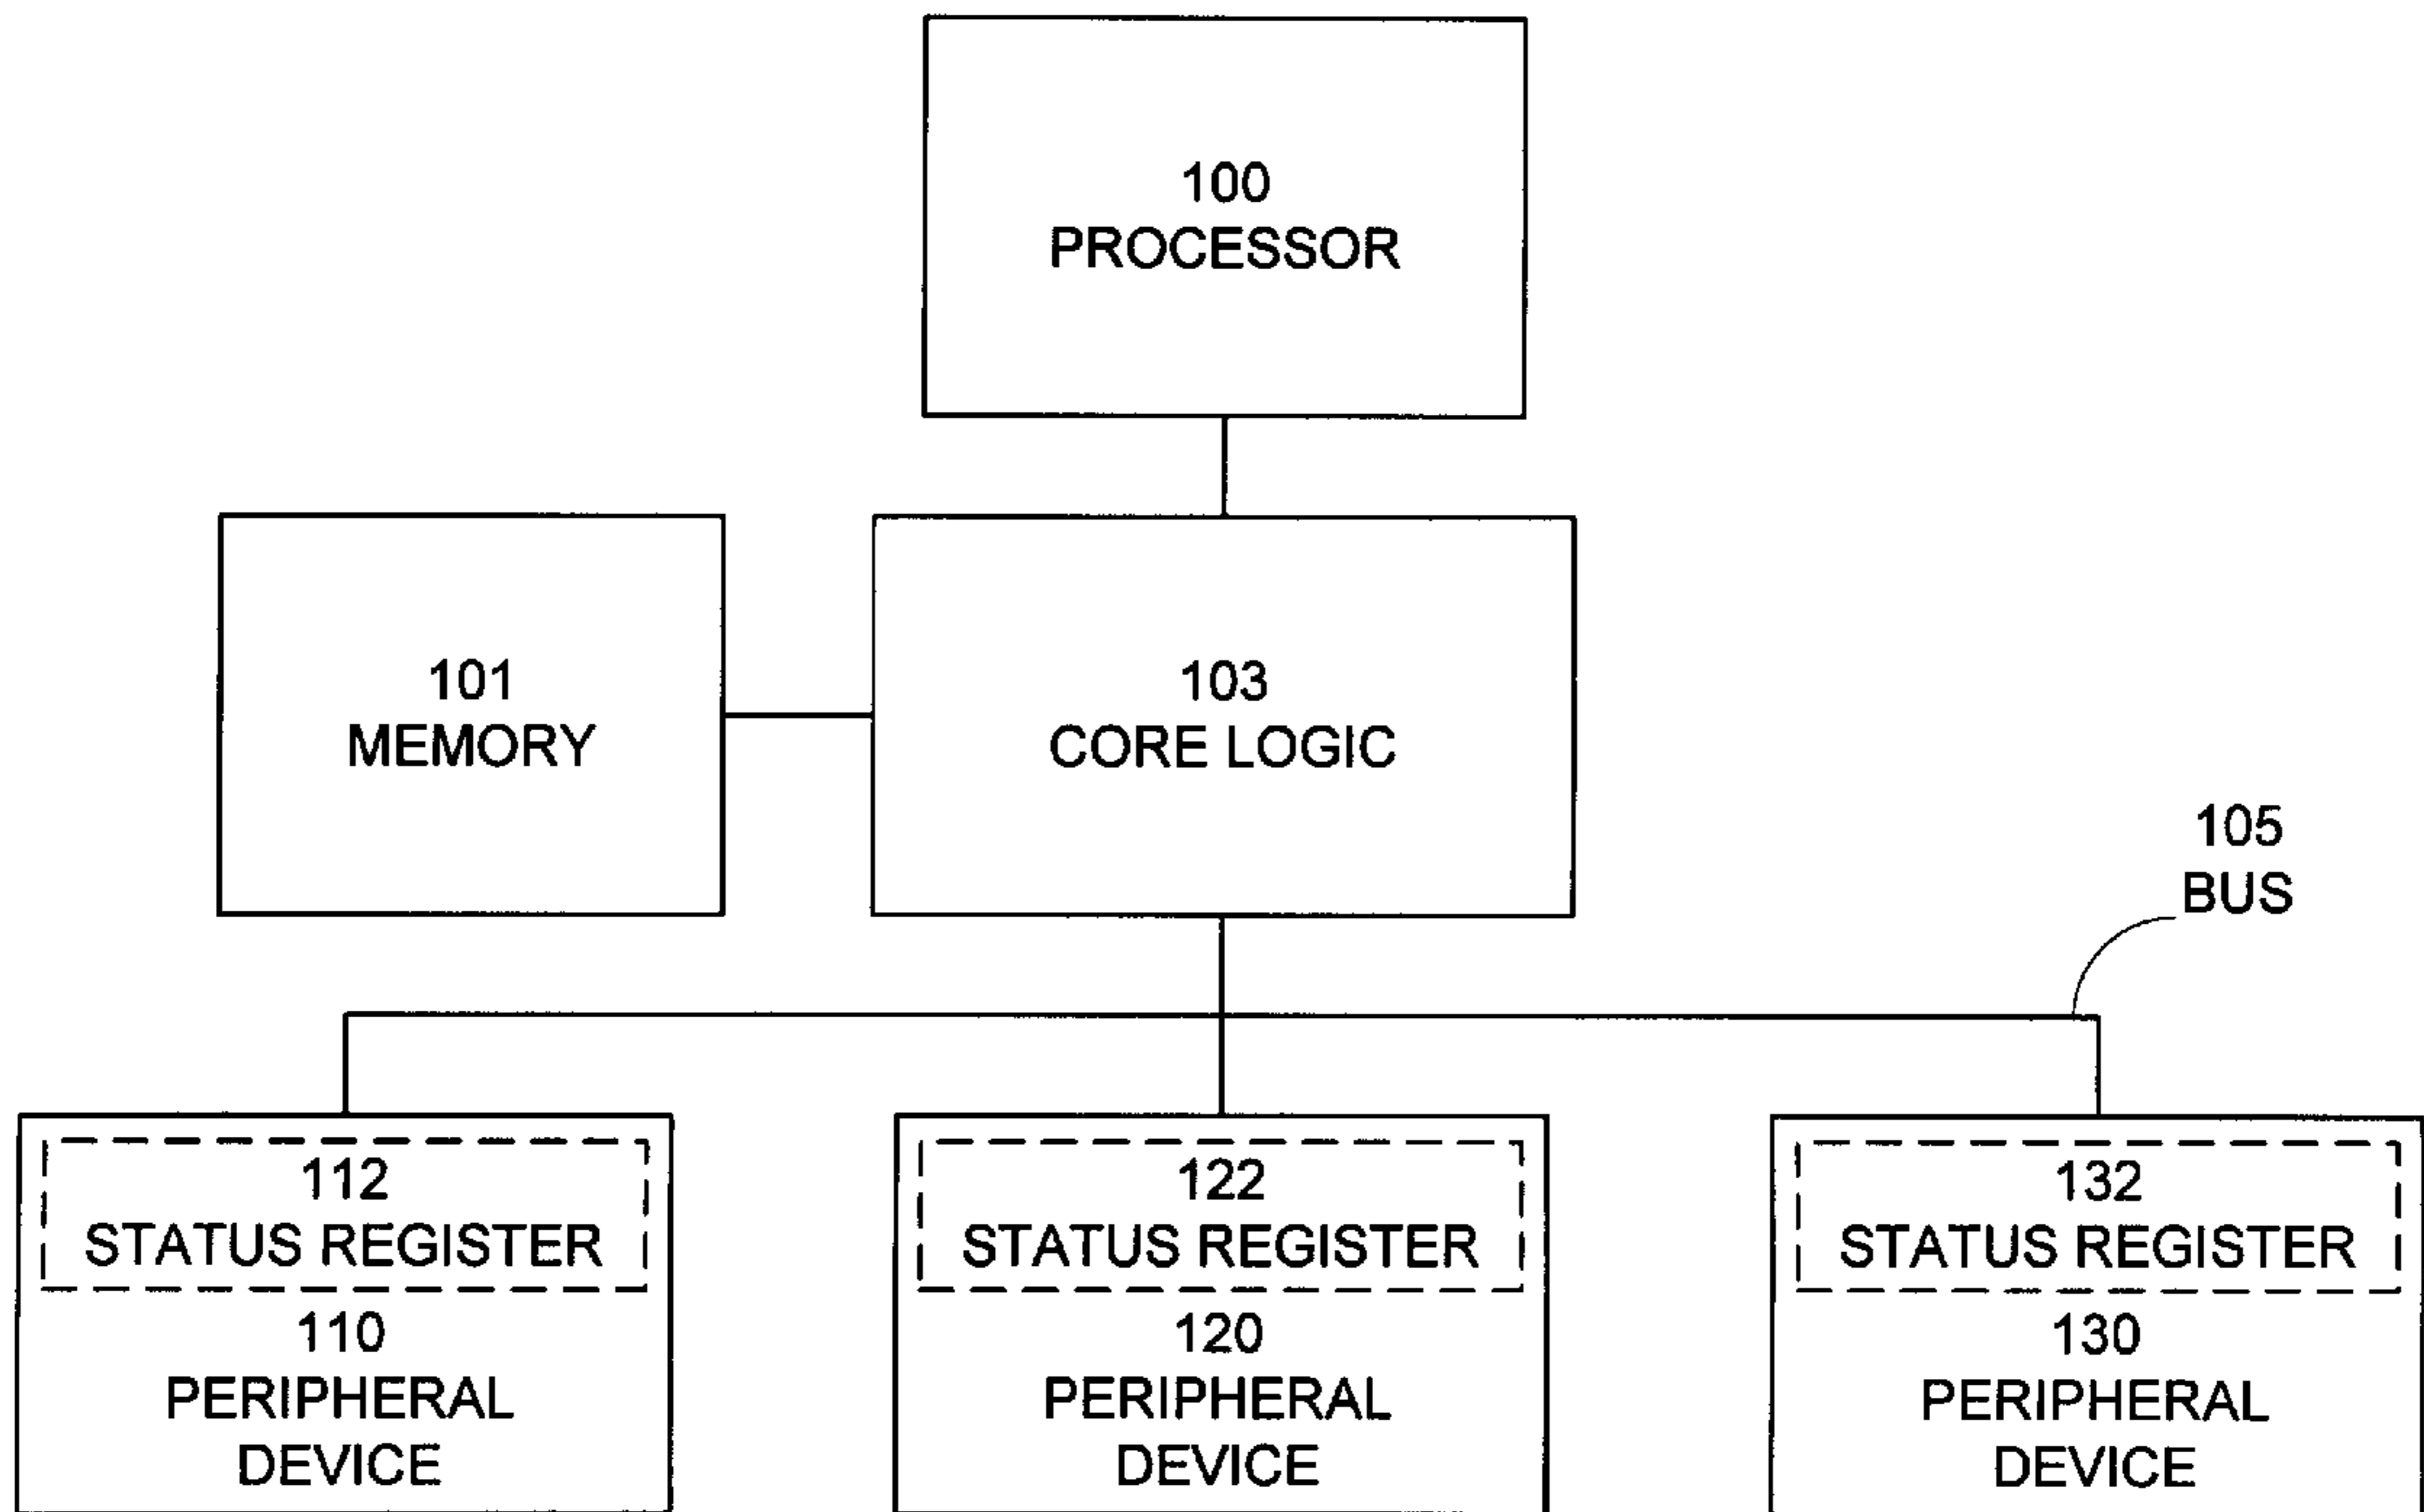 100
PROCESSOR
101
MEMORY
103
CORE LOGIC
105
BUS
112
STATUS REGISTER
110
PERIPHERAL
DEVICE
122
STATUS REGISTER
120
PERIPHERAL
DEVICE
132
STATUS REGISTER
130
PERIPHERAL
DEVICE